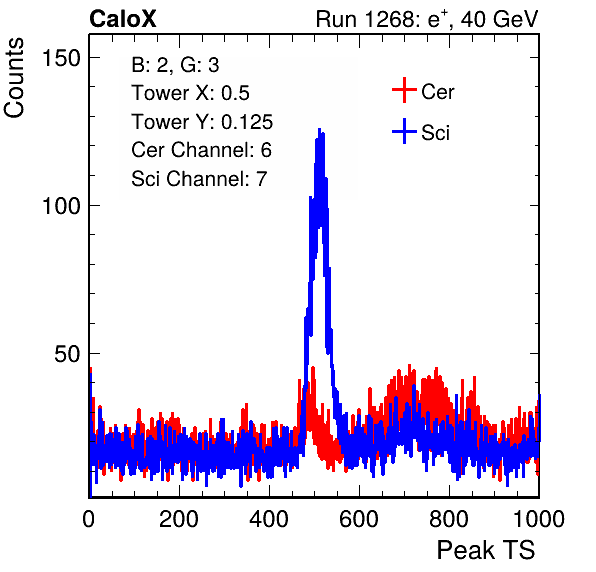 CaloX Run 1268: e⁺, 40 GeV
B: 2, G: 3
Tower X: 0.5
Tower Y: 0.125
Cer Channel: 6
Sci Channel: 7
Cer
Sci
Counts
150
100
50
0 200 400 600 800 1000
Peak TS